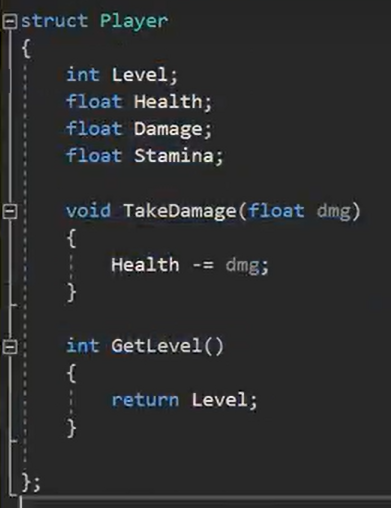 struct Player
{
int Level;
float Health;
float Damage;
float Stamina;
void TakeDamage(float dmg)
{
Health -= dmg;
}
int GetLevel()
{
return Level;
}
};